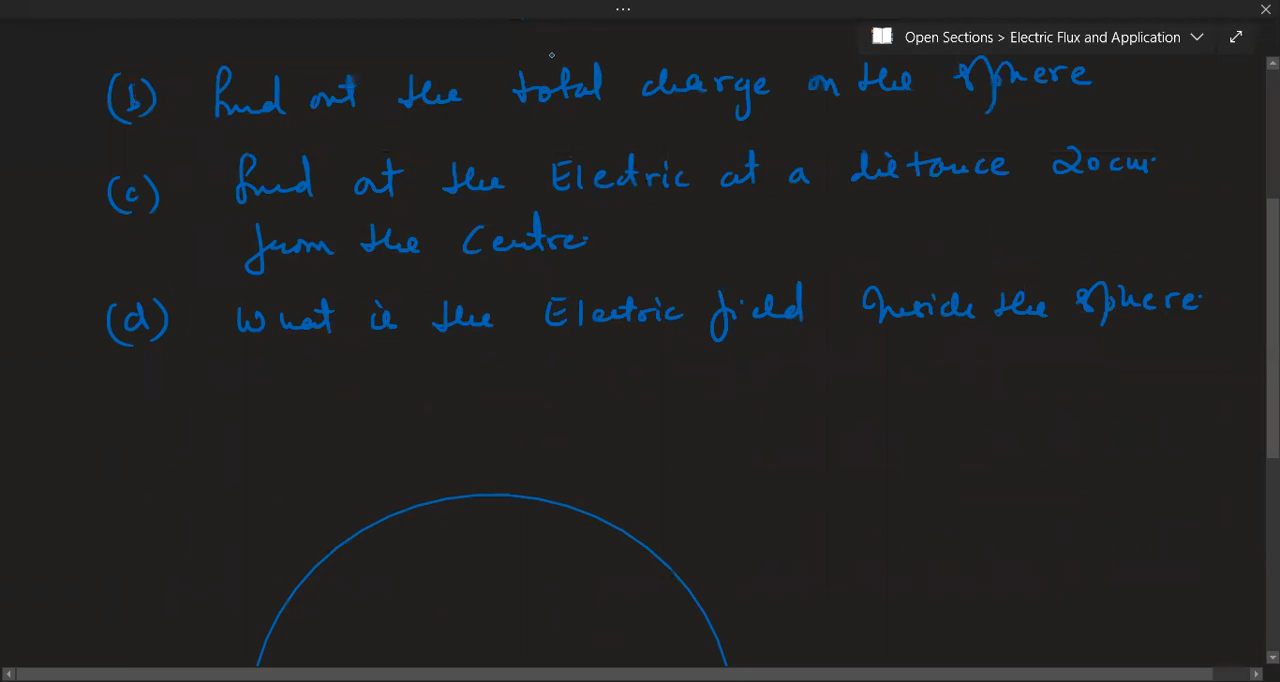 Open Sections > Electric Flux and Application
(b) find out the total charge on the sphere
(c) find out the Electric at a distance 20cm.
from the Centre.
(d) what is the Electric field inside the sphere.